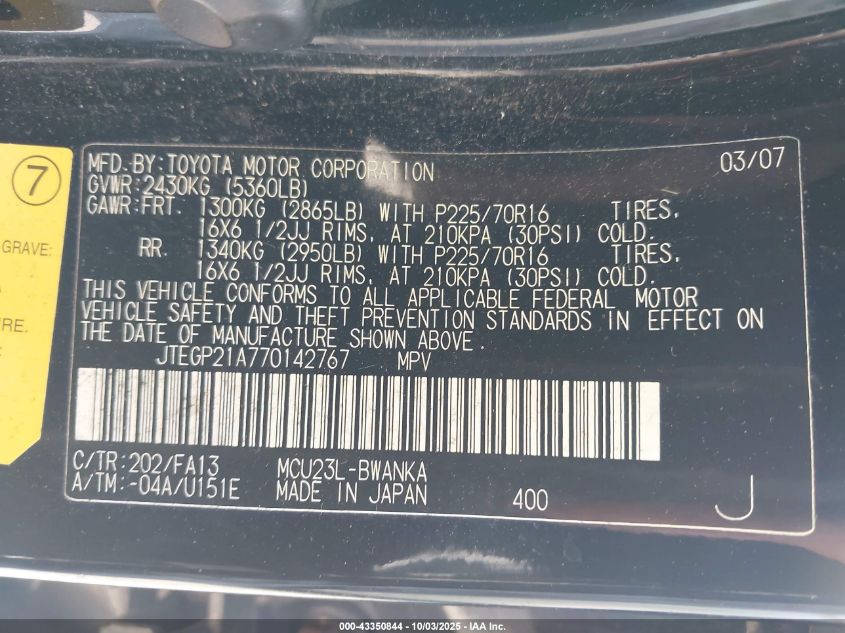 7
GRAVE:
URE.
MFD.BY:TOYOTA MOTOR CORPORATION 03/07
GVWR:2430KG (5360LB)
GAWR:FRT. 1300KG (2865LB) WITH P225/70R16 TIRES,
16X6 1/2JJ RIMS, AT 210KPA (30PSI) COLD.
RR. 1340KG (2950LB) WITH P225/70R16 TIRES,
16X6 1/2JJ RIMS, AT 210KPA (30PSI) COLD.
THIS VEHICLE CONFORMS TO ALL APPLICABLE FEDERAL MOTOR
VEHICLE SAFETY AND THEFT PREVENTION STANDARDS IN EFFECT ON
THE DATE OF MANUFACTURE SHOWN ABOVE.
JTEGP21A770142767 MPV
C/TR:202/FA13 MCU23L-BWANKA
A/TM:-04A/U151E MADE IN JAPAN 400 J
000-43350844 - 10/03/2025 - IAA Inc.